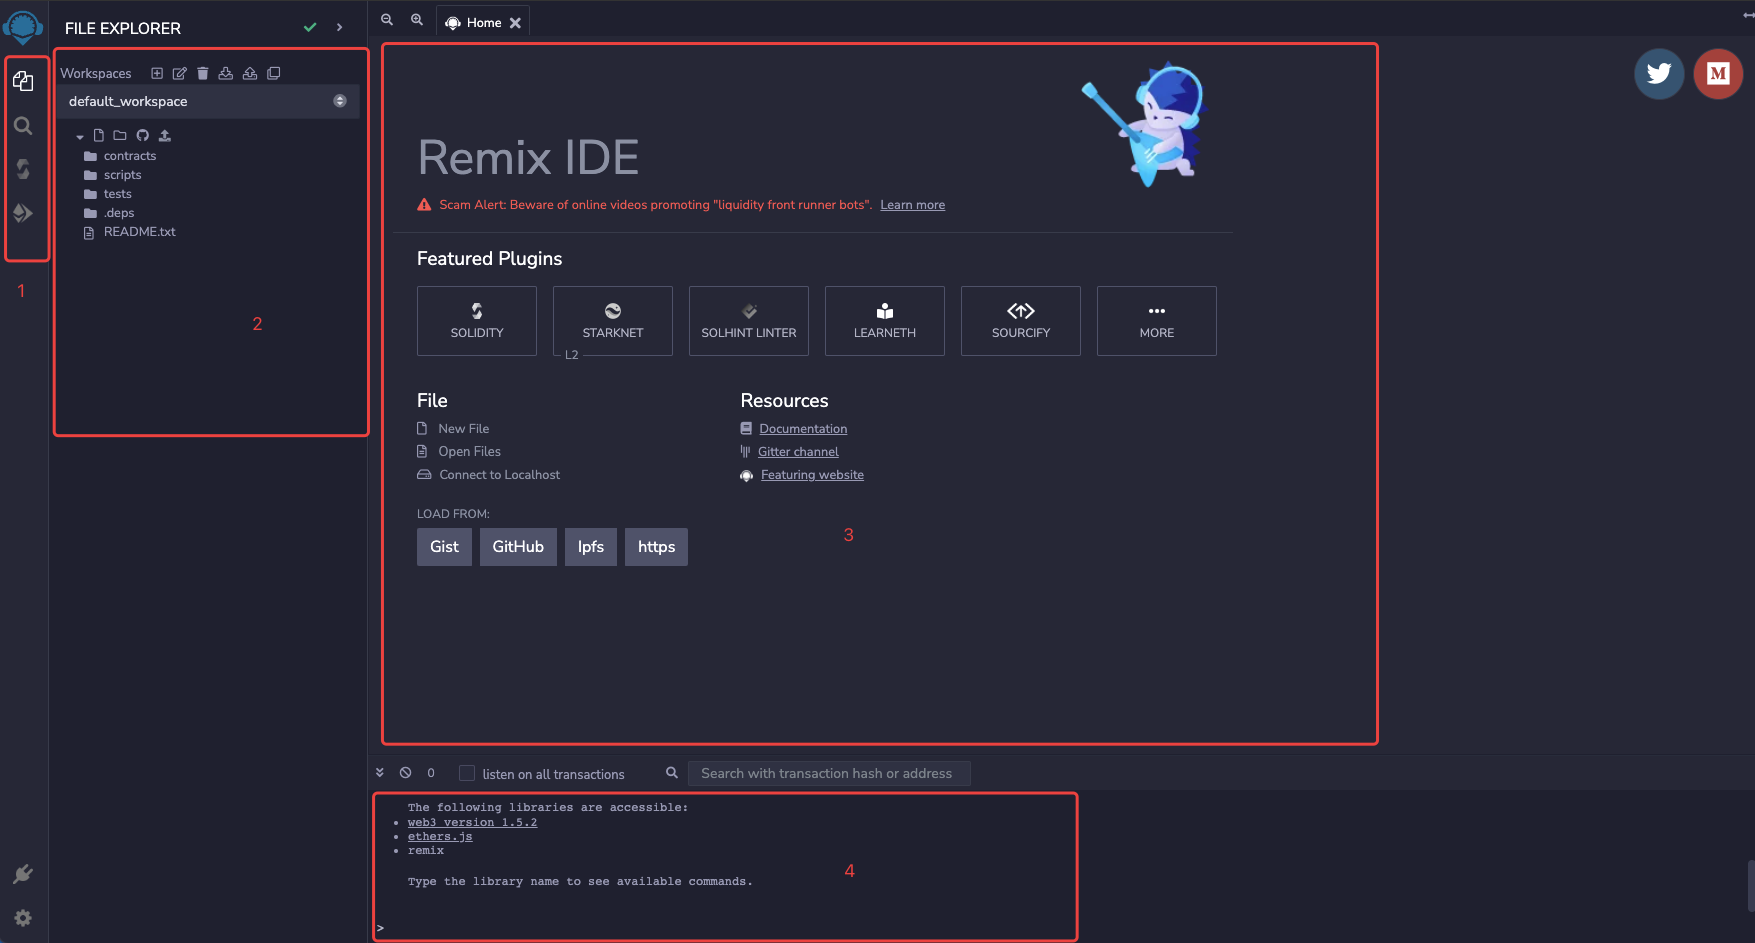 FILE EXPLORER
Workspaces
default_workspace
contracts
scripts
tests
.deps
README.txt
1
2
Home
Remix IDE
Scam Alert: Beware of online videos promoting "liquidity front runner bots". Learn more
Featured Plugins
SOLIDITY
STARKNET
L2
SOLHINT LINTER
LEARNETH
SOURCIFY
MORE
File
New File
Open Files
Connect to Localhost
Resources
Documentation
Gitter channel
Featuring website
LOAD FROM:
Gist GitHub Ipfs https
3
M
0 listen on all transactions Search with transaction hash or address
The following libraries are accessible:
• web3 version 1.5.2
• ethers.js
• remix
Type the library name to see available commands.
4
>